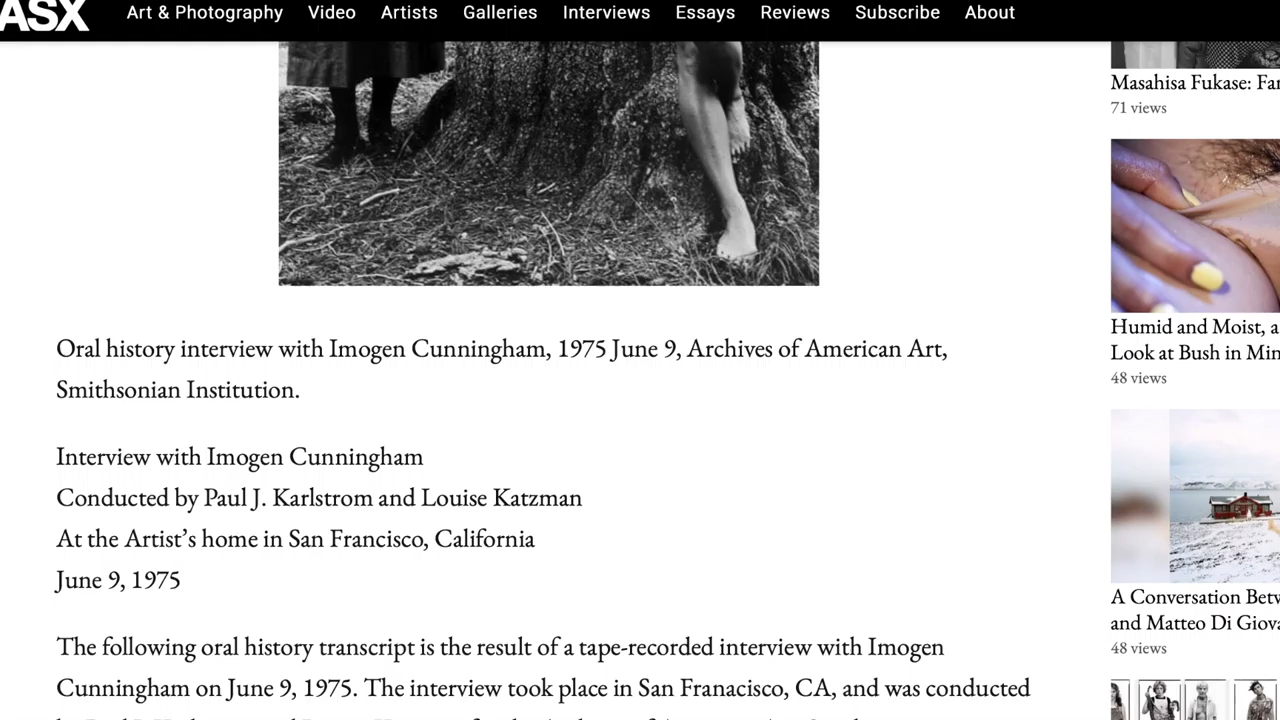 ASX
Art & Photography Video Artists Galleries Interviews Essays Reviews Subscribe About
Oral history interview with Imogen Cunningham, 1975 June 9, Archives of American Art,
Smithsonian Institution.
Interview with Imogen Cunningham
Conducted by Paul J. Karlstrom and Louise Katzman
At the Artist’s home in San Francisco, California
June 9, 1975
The following oral history transcript is the result of a tape-recorded interview with Imogen
Cunningham on June 9, 1975. The interview took place in San Franacisco, CA, and was conducted
Masahisa Fukase:
71 views
Humid and Moist,
Look at Bush in
48 views
A Conversation
and Matteo Di
48 views